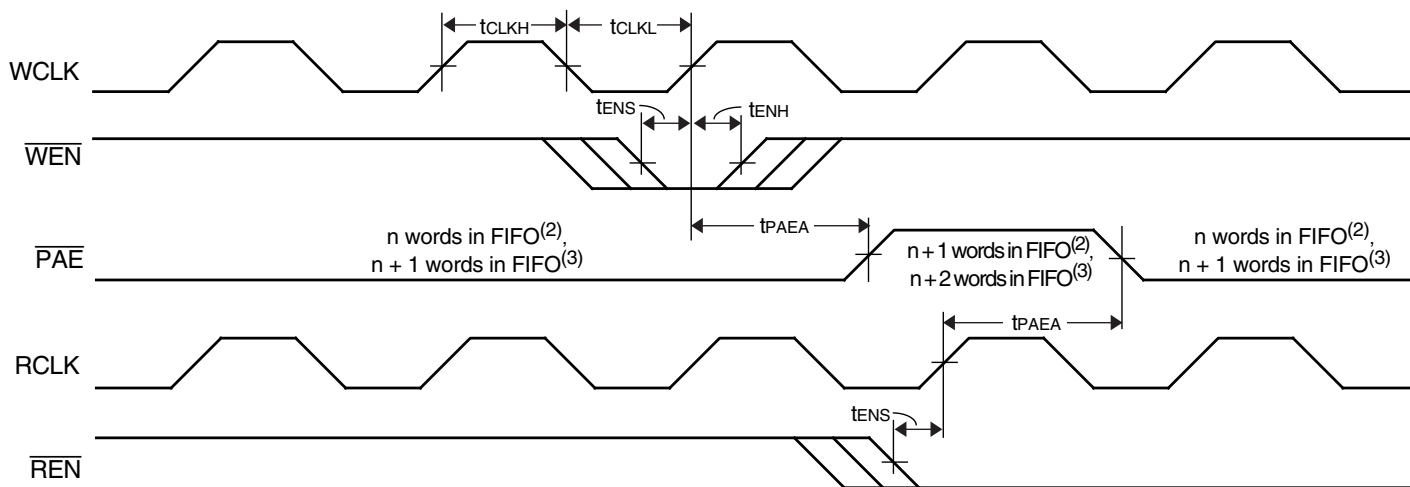 tCLKH
tCLKL
WCLK
tENS
tENH
WEN
tPAEA
n words in FIFO(2),
n + 1 words in FIFO(3)
PAE
n + 1 words in FIFO(2),
n + 2 words in FIFO(3)
n words in FIFO(2),
n + 1 words in FIFO(3)
tPAEA
RCLK
tENS
REN